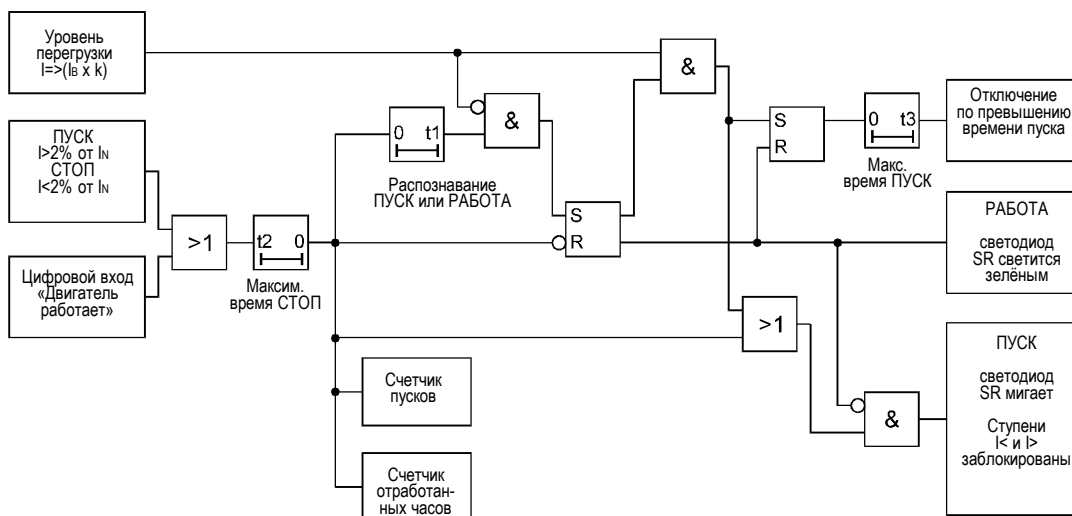 Уровень
перегрузки
I=>(IB x k)
ПУСК
I>2% от IN
СТОП
I<2% от IN
Цифровой вход
«Двигатель
работает»
>1
t2 0
Максим.
время СТОП
0 t1
Распознавание
ПУСК или РАБОТА
&
S
R
&
S
R
0 t3
Макс.
время ПУСК
>1
&
Счетчик
пусков
Счетчик
отработан-
ных часов
Отключение
по превышению
времени пуска
РАБОТА
светодиод
SR светится
зелёным
ПУСК
светодиод
SR мигает
Ступени
I< и I>
заблокированы